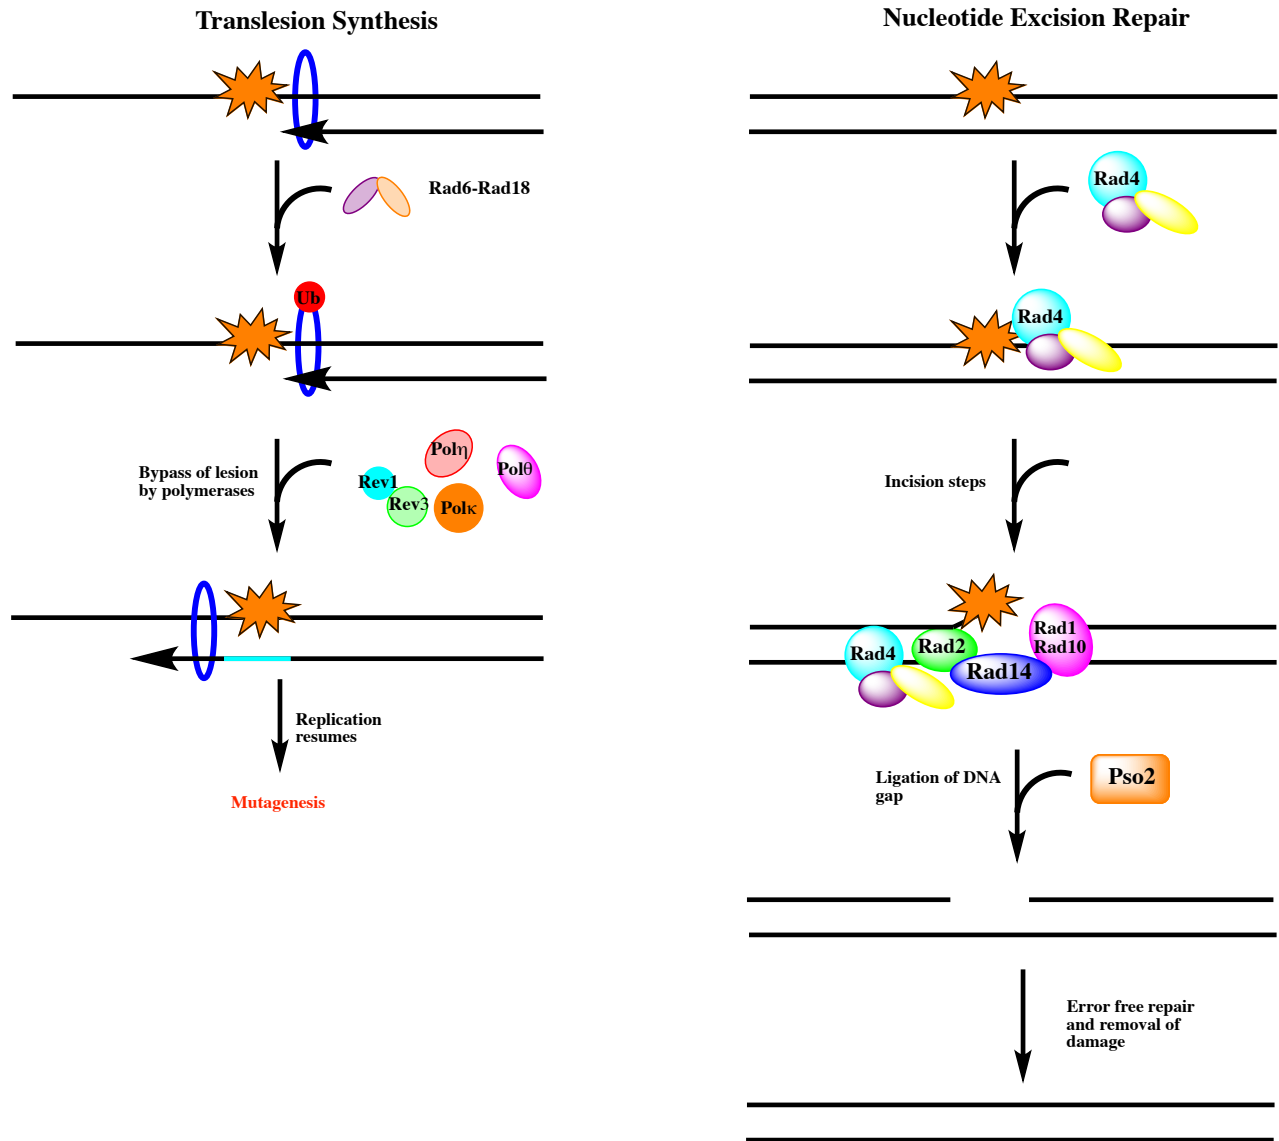 Translesion Synthesis
Rad6-Rad18
Ub
Bypass of lesion
by polymerases
Polη
Polθ
Rev1
Rev3
Polκ
Replication
resumes
Mutagenesis
Nucleotide Excision Repair
Rad4
Rad4
Incision steps
Rad4
Rad2
Rad14
Rad1
Rad10
Ligation of DNA
gap
Pso2
Error free repair
and removal of
damage